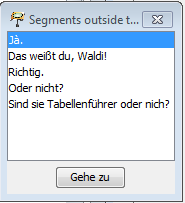 Segments outside t...
Jà.
Das weißt du, Waldi!
Richtig.
Oder nicht?
Sind sie Tabellenführer oder nich?
Gehe zu